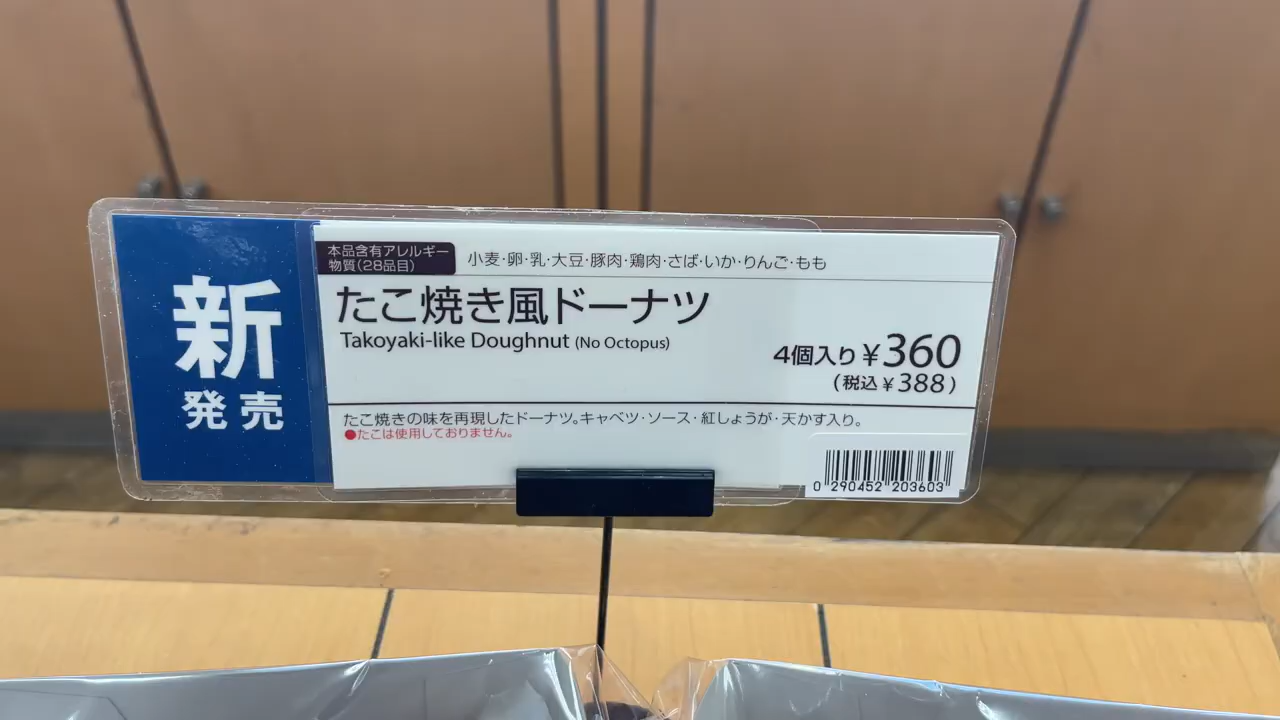 新
発売
本品含有アレルギー
物質(28品目)
小麦・卵・乳・大豆・豚肉・鶏肉・さば・いか・りんご・もも
たこ焼き風ドーナツ
Takoyaki-like Doughnut (No Octopus)
4個入り ¥360
(税込 ¥388)
たこ焼きの味を再現したドーナツ。キャベツ・ソース・紅しょうが・天かす入り。
●たこは使用しておりません。
0 290452 203603